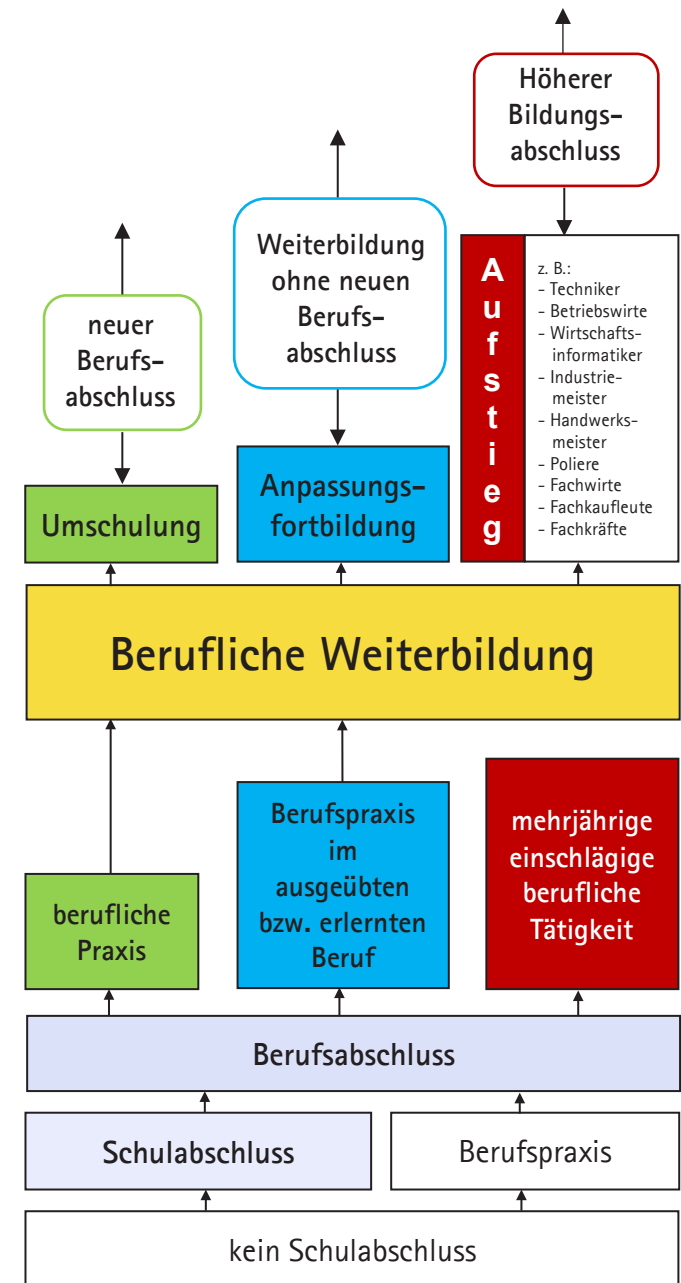 Höherer
Bildungs-
abschluss
Weiterbildung
ohne neuen
Berufs-
abschluss
neuer
Berufs-
abschluss
Umschulung
Anpassungs-
fortbildung
A
u
f
s
t
i
e
g
z. B.:
- Techniker
- Betriebswirte
- Wirtschafts-
informatiker
- Industrie-
meister
- Handwerks-
meister
- Poliere
- Fachwirte
- Fachkaufleute
- Fachkräfte
Berufliche Weiterbildung
berufliche
Praxis
Berufspraxis
im
ausgeübten
bzw. erlernten
Beruf
mehrjährige
einschlägige
berufliche
Tätigkeit
Berufsabschluss
Schulabschluss
Berufspraxis
kein Schulabschluss